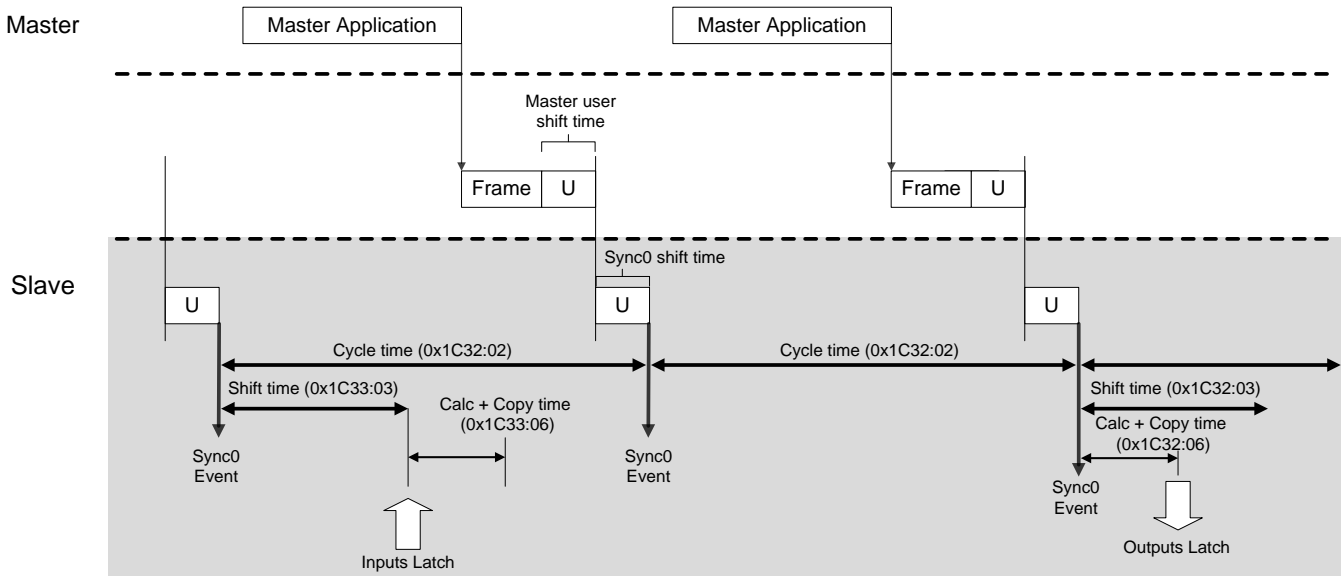 Master
Master Application
Master Application
Master user
shift time
Frame
U
Frame
U
Slave
Sync0 shift time
U
U
U
Cycle time (0x1C32:02)
Cycle time (0x1C32:02)
Shift time (0x1C33:03)
Shift time (0x1C32:03)
Calc + Copy time
(0x1C33:06)
Calc + Copy time
(0x1C32:06)
Sync0
Event
Sync0
Event
Sync0
Event
Inputs Latch
Outputs Latch